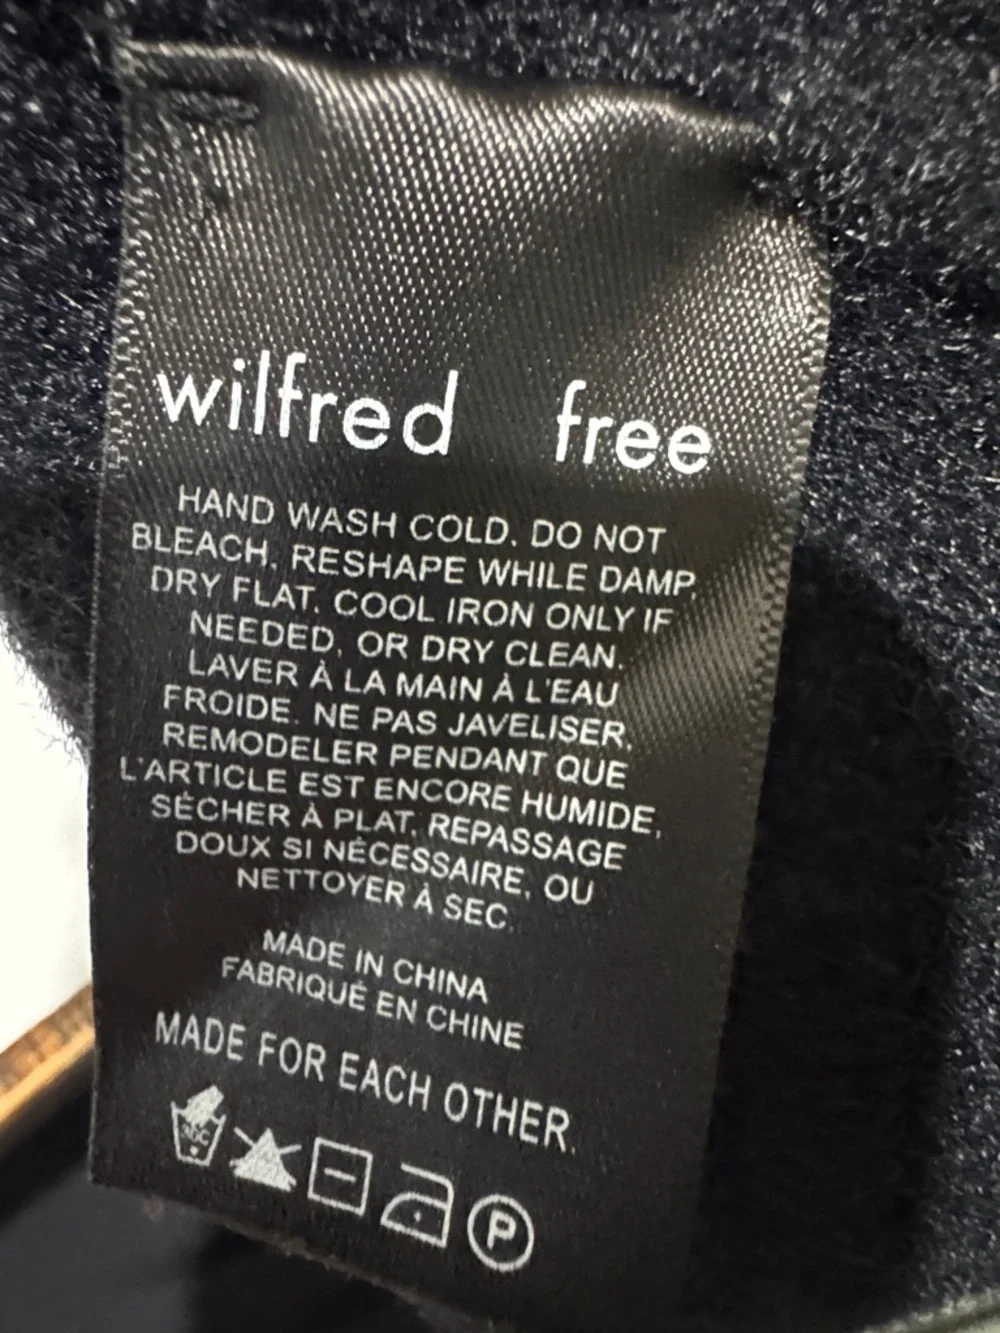 wilfred free
HAND WASH COLD. DO NOT
BLEACH. RESHAPE WHILE DAMP,
DRY FLAT. COOL IRON ONLY IF
NEEDED, OR DRY CLEAN.
LAVER À LA MAIN À L'EAU
FROIDE. NE PAS JAVELISER.
REMODELER PENDANT QUE
L'ARTICLE EST ENCORE HUMIDE,
SÉCHER À PLAT. REPASSAGE
DOUX SI NÉCESSAIRE, OU
NETTOYER À SEC.
MADE IN CHINA
FABRIQUÉ EN CHINE
MADE FOR EACH OTHER.
30C
P